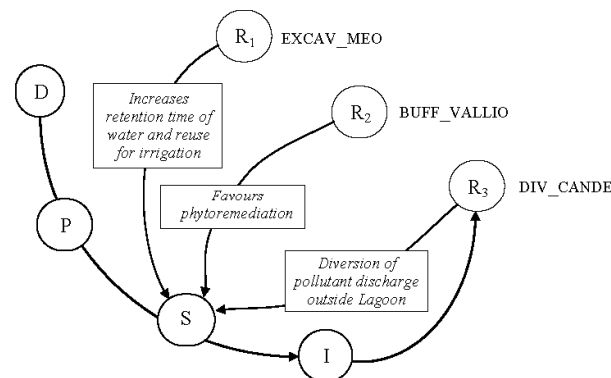 R1 EXCAV_MEO
D
Increases
retention time of
water and reuse
for irrigation
R2 BUFF_VALLIO
Favours
phytoremediation
R3 DIV_CANDE
P
Diversion of
pollutant discharge
outside Lagoon
S
I